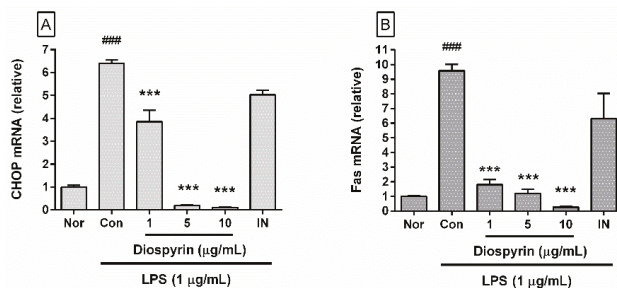 A
CHOP mRNA (relative)
7
6
5
4
3
2
1
0
###
***
***
***
Nor Con 1 5 10 IN
Diospyrin (µg/mL)
LPS (1 µg/mL)
B
Fas mRNA (relative)
11
10
9
8
7
6
5
4
3
2
1
0
###
***
***
***
Nor Con 1 5 10 IN
Diospyrin (µg/mL)
LPS (1 µg/mL)